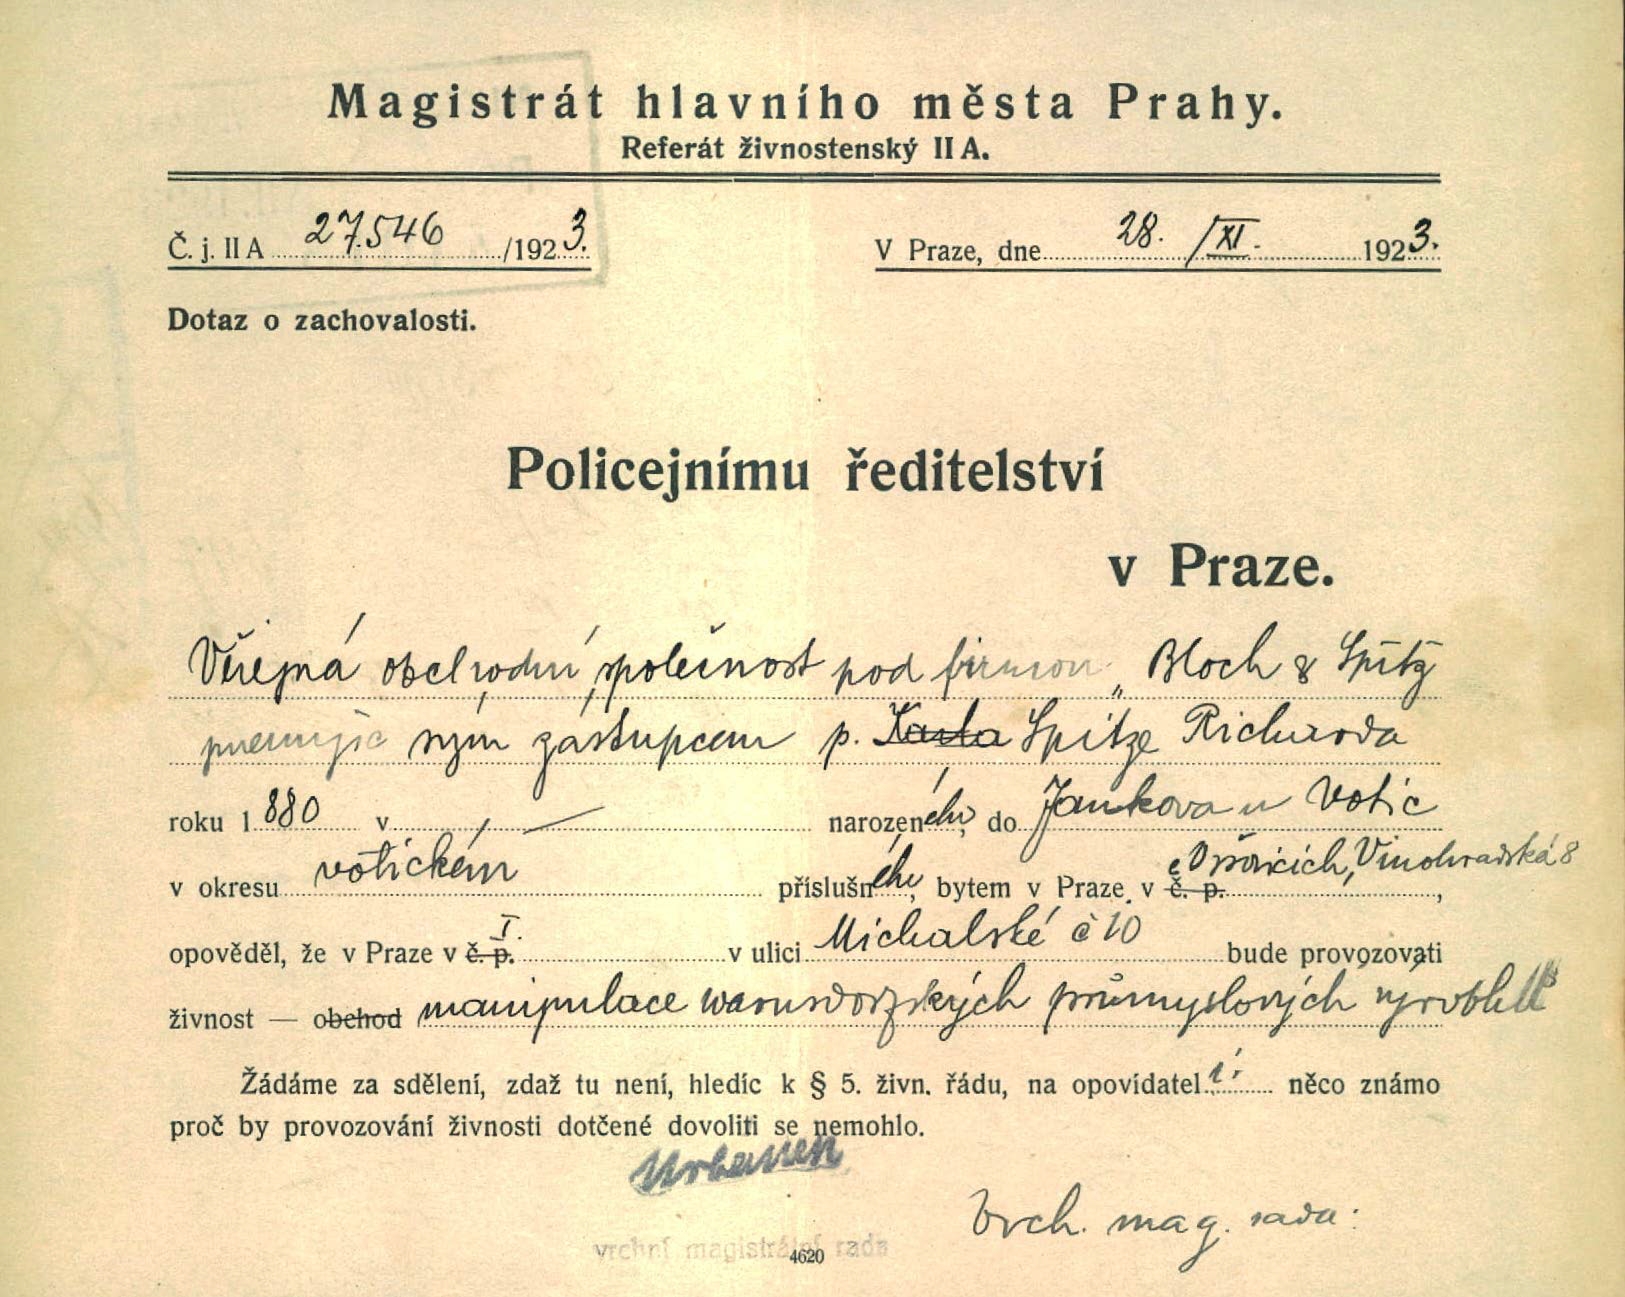 Magistrát hlavního města Prahy.
Referát živnostenský II A.
Č. j. II A 27.546 /1923.
V Praze, dne 28. /XI. 1923.
Dotaz o zachovalosti.
Policejnímu ředitelství
v Praze.
Veřejná obchodní společnost pod firmou „Bloch & Spitz
svým zástupcem p. Karla Spitze Richarda
roku 1880 v — narozeného, do Jankova u Votic
v okresu votickém příslušného, bytem v Praze v č. p. Vršovicích, Vinohradská 8,
opověděl, že v Praze v č. p. I. v ulici Michalské č 10 bude provozovati
živnost — obchod manipulace warnsdorfských průmyslových výrobků
Žádáme za sdělení, zdaž tu není, hledíc k § 5. živn. řádu, na opovídateli něco známo
proč by provozování živnosti dotčené dovoliti se nemohlo.
Urbanek
Vrch. mag. rada:
vrchní magistrátní rada
4620